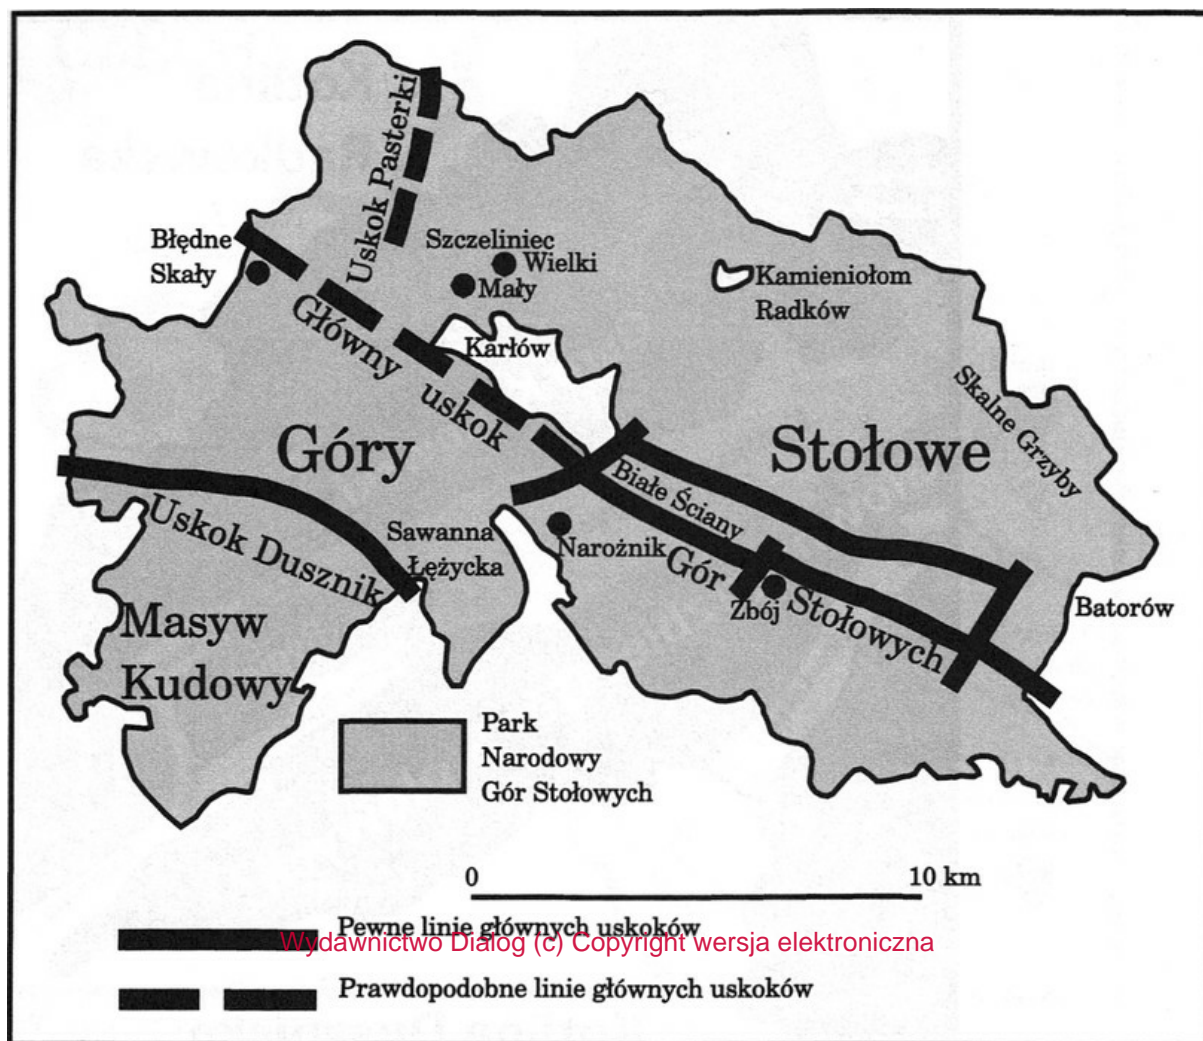 Uskok Pasterki
Błędne
Skały
Szczeliniec
Wielki
Mały
Kamieniołom
Radków
Główny uskok
Karłów
Skalne Grzyby
Góry
Stołowe
Białe Ściany
Uskok Dusznik
Sawanna
Łężycka
Narożnik
Gór
Zbój
Stołowych
Batorów
Masyw
Kudowy
Park
Narodowy
Gór Stołowych
0 10 km
Pewne linie głównych uskoków
Wydawnictwo Dialog (c) Copyright wersja elektroniczna
Prawdopodobne linie głównych uskoków